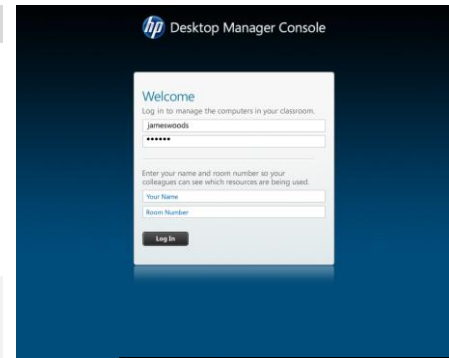 hp Desktop Manager Console
Welcome
Log in to manage the computers in your classroom.
jameswoods
••••••
Enter your name and room number so your
colleagues can see which resources are being used.
Your Name
Room Number
Log In